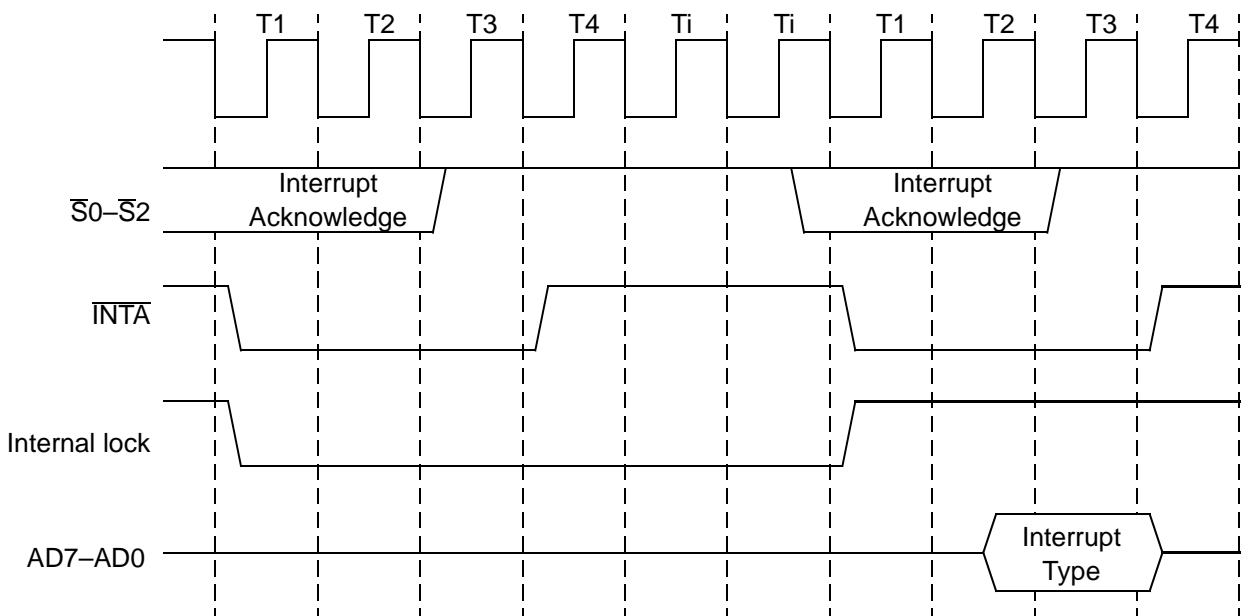 T1 T2 T3 T4 Ti Ti T1 T2 T3 T4
S̅0–S̅2
Interrupt
Acknowledge
Interrupt
Acknowledge
I̅N̅T̅A̅
Internal lock
AD7–AD0
Interrupt
Type